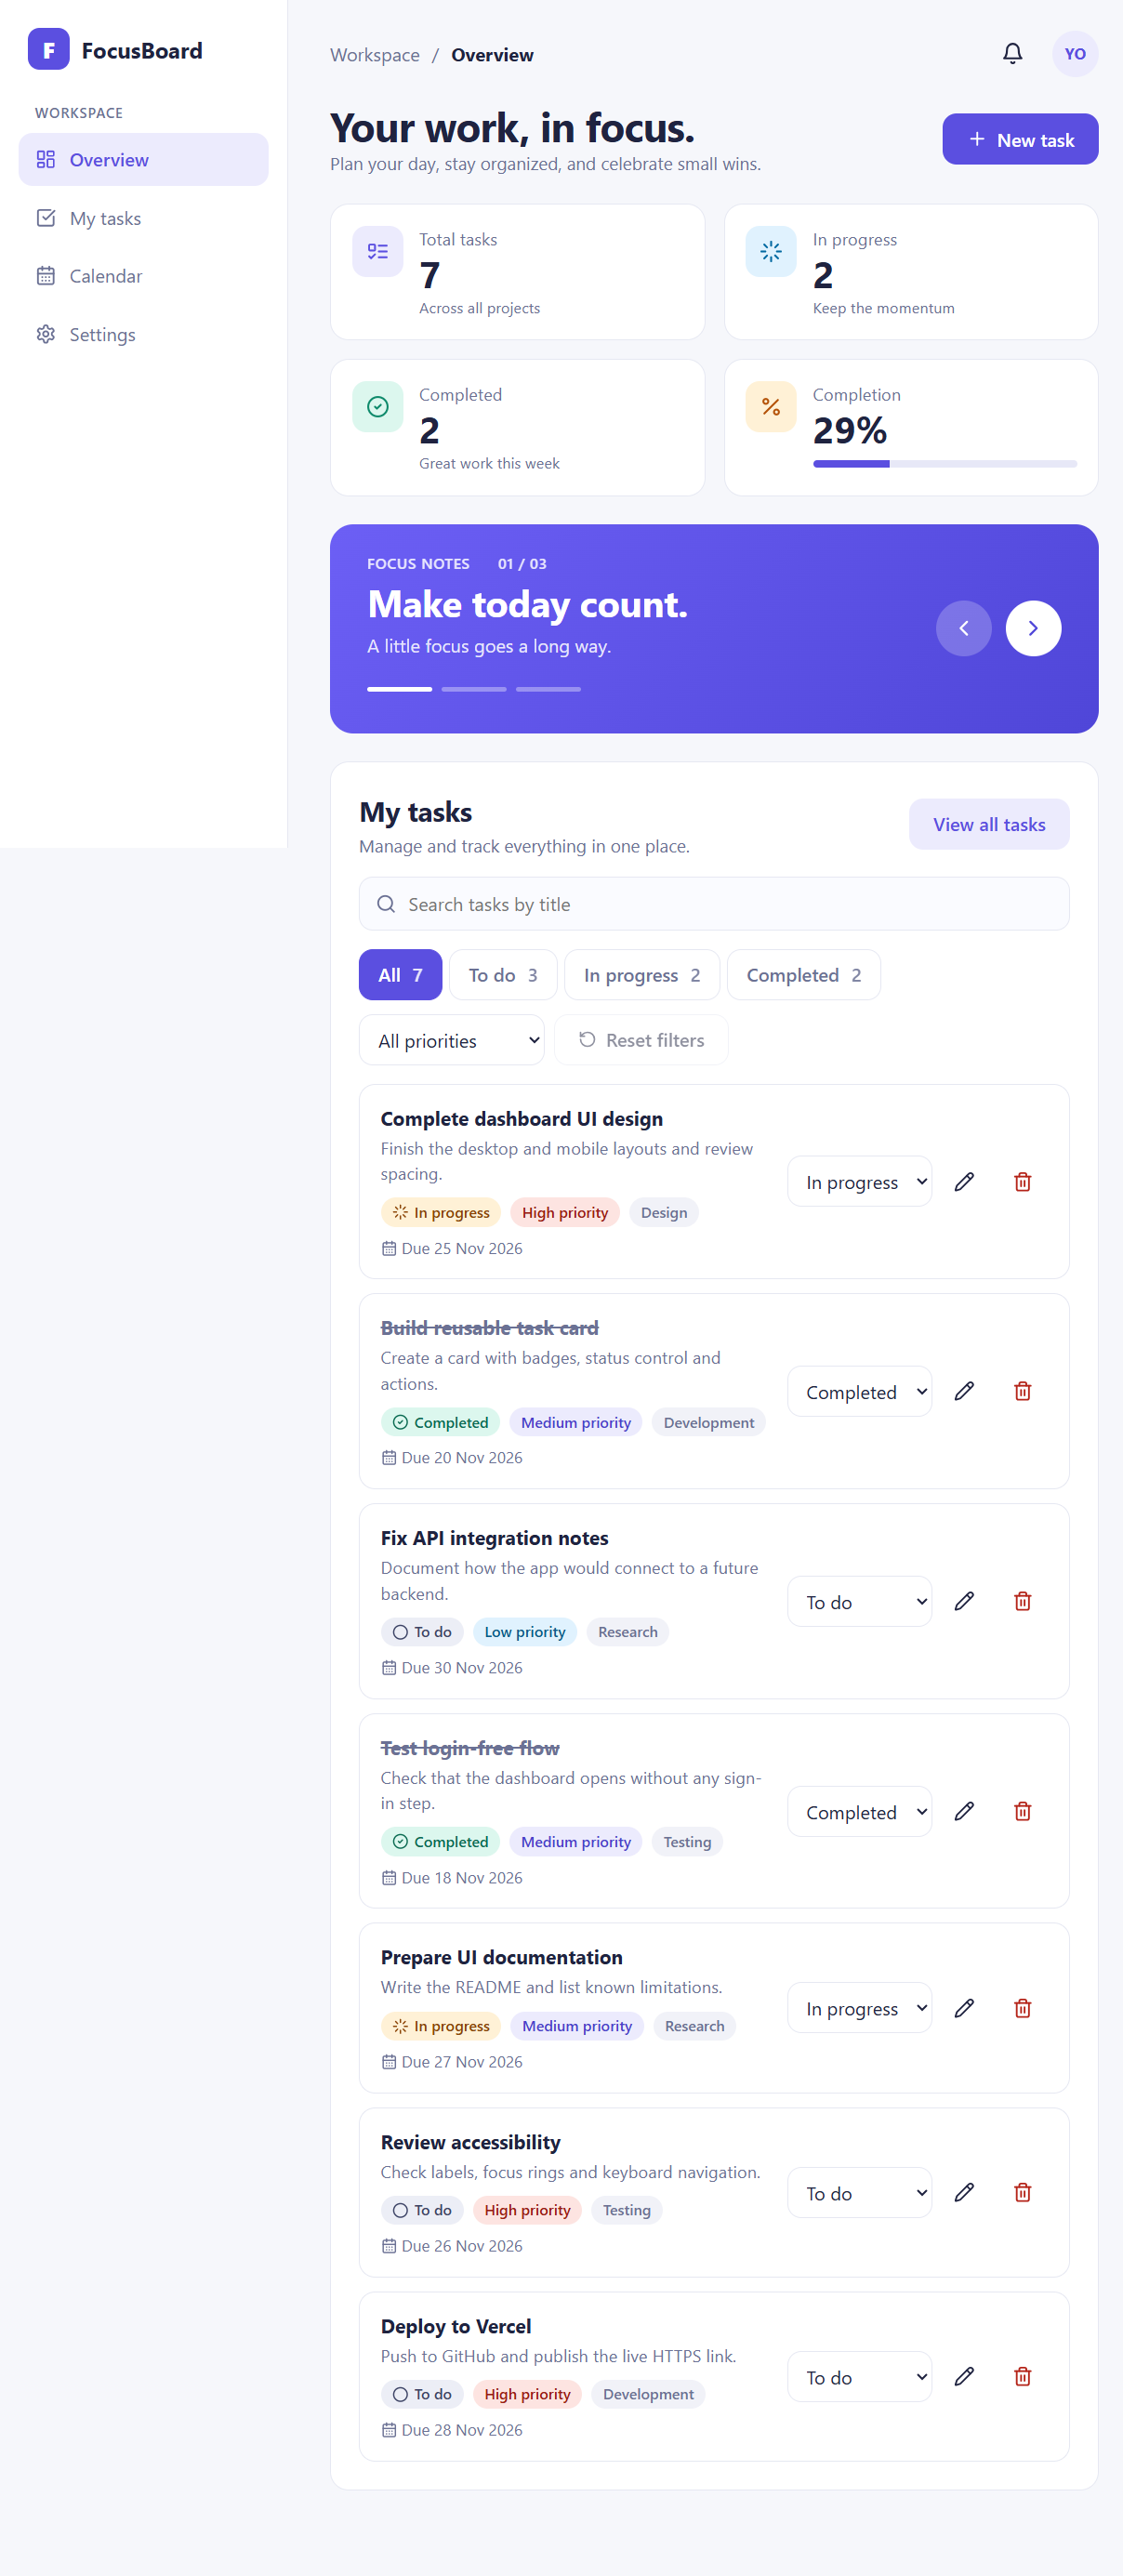 F FocusBoard
WORKSPACE
Overview
My tasks
Calendar
Settings
Workspace / Overview
YO
Your work, in focus.
Plan your day, stay organized, and celebrate small wins.
New task
Total tasks
7
Across all projects
In progress
2
Keep the momentum
Completed
2
Great work this week
Completion
29%
FOCUS NOTES 01 / 03
Make today count.
A little focus goes a long way.
My tasks
Manage and track everything in one place.
View all tasks
Search tasks by title
All 7 To do 3 In progress 2 Completed 2
All priorities Reset filters
Complete dashboard UI design
Finish the desktop and mobile layouts and review
spacing.
In progress High priority Design
Due 25 Nov 2026
In progress
Build reusable task card
Create a card with badges, status control and
actions.
Completed Medium priority Development
Due 20 Nov 2026
Completed
Fix API integration notes
Document how the app would connect to a future
backend.
To do Low priority Research
Due 30 Nov 2026
To do
Test login-free flow
Check that the dashboard opens without any sign-
in step.
Completed Medium priority Testing
Due 18 Nov 2026
Completed
Prepare UI documentation
Write the README and list known limitations.
In progress Medium priority Research
Due 27 Nov 2026
In progress
Review accessibility
Check labels, focus rings and keyboard navigation.
To do High priority Testing
Due 26 Nov 2026
To do
Deploy to Vercel
Push to GitHub and publish the live HTTPS link.
To do High priority Development
Due 28 Nov 2026
To do